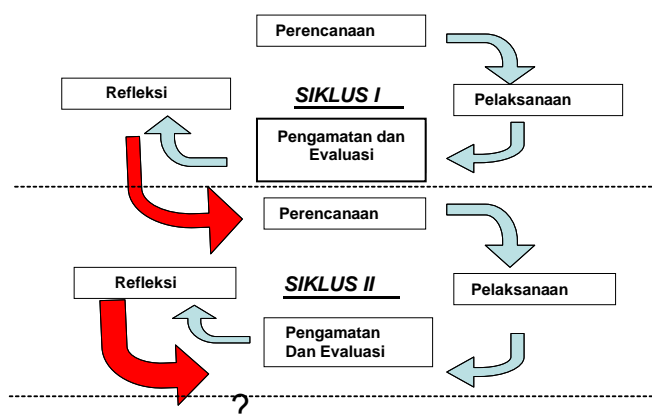 Perencanaan
Refleksi
SIKLUS I
Pelaksanaan
Pengamatan dan
Evaluasi
Perencanaan
Refleksi
SIKLUS II
Pelaksanaan
Pengamatan
Dan Evaluasi
?